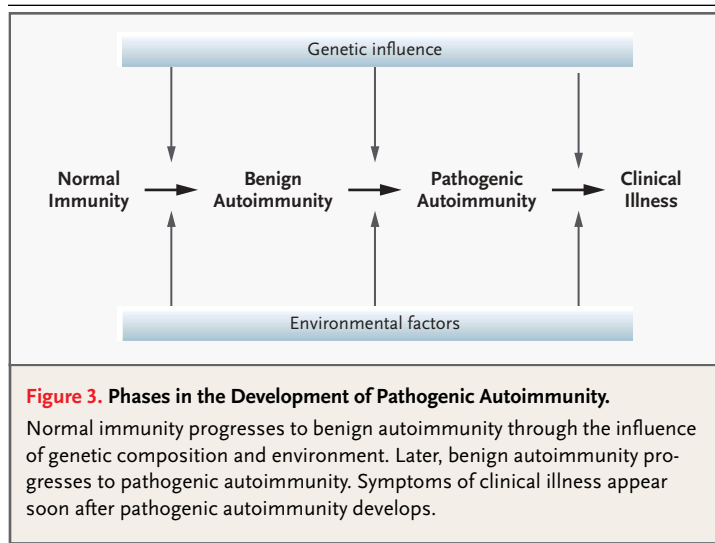 Genetic influence
Normal Immunity
Benign Autoimmunity
Pathogenic Autoimmunity
Clinical Illness
Environmental factors
Figure 3. Phases in the Development of Pathogenic Autoimmunity.
Normal immunity progresses to benign autoimmunity through the influence
of genetic composition and environment. Later, benign autoimmunity pro-
gresses to pathogenic autoimmunity. Symptoms of clinical illness appear
soon after pathogenic autoimmunity develops.